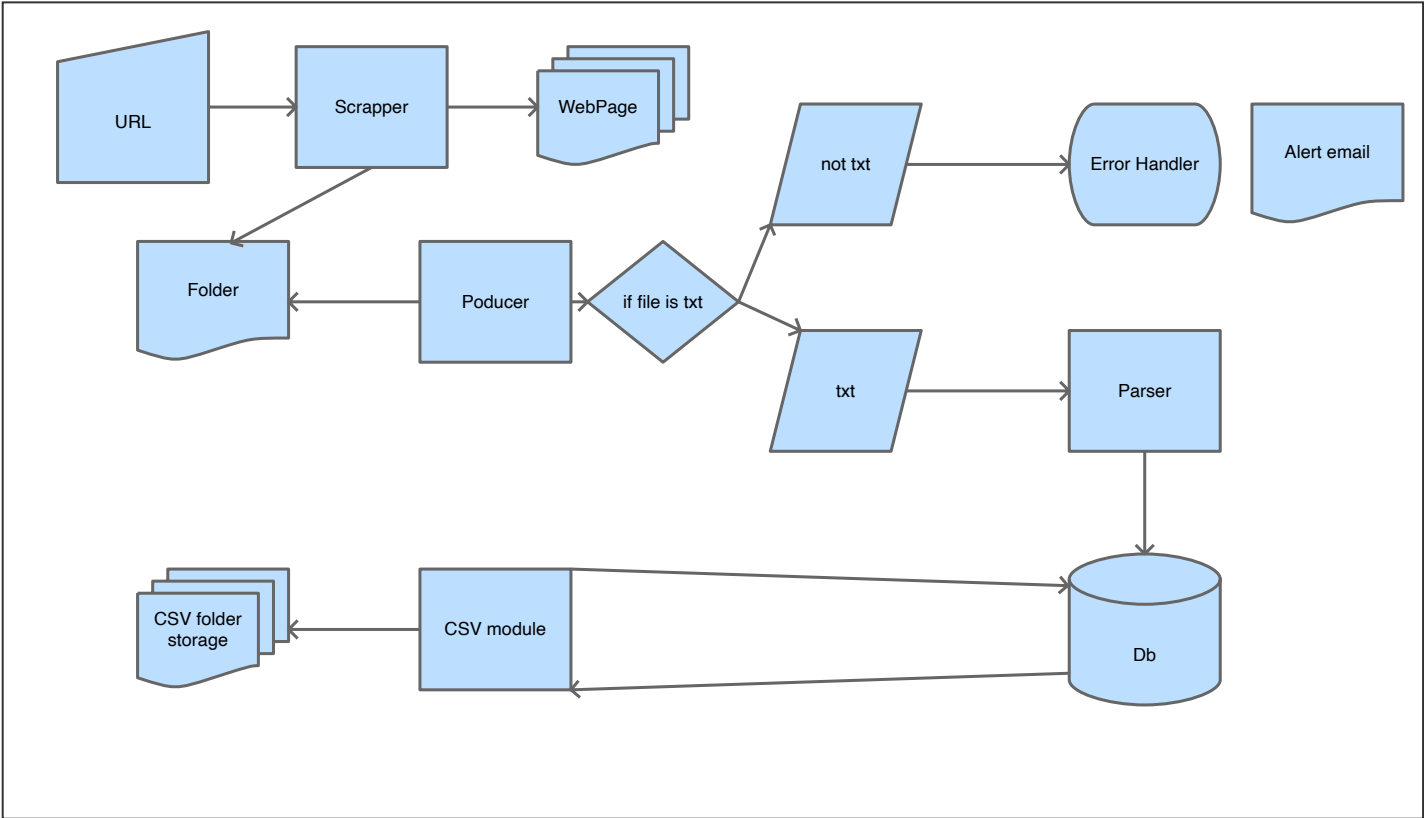 URL
Scrapper
WebPage
not txt
Error Handler
Alert email
Folder
Poducer
if file is txt
txt
Parser
CSV folder
storage
CSV module
Db